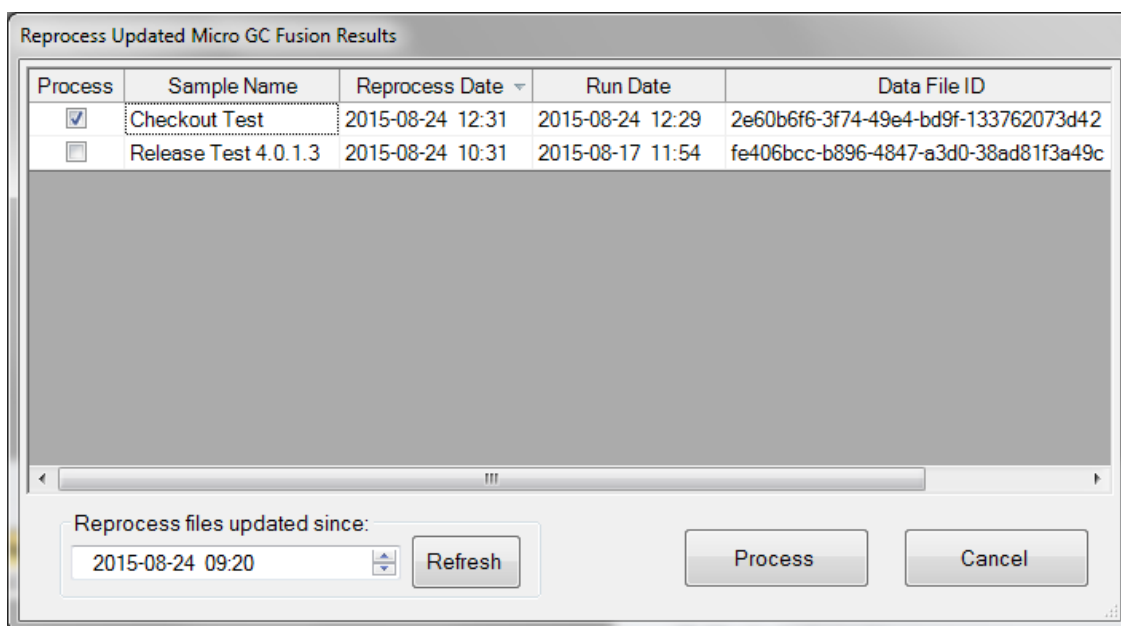 Reprocess Updated Micro GC Fusion Results
Process Sample Name Reprocess Date Run Date Data File ID
Checkout Test 2015-08-24 12:31 2015-08-24 12:29 2e60b6f6-3f74-49e4-bd9f-133762073d42
Release Test 4.0.1.3 2015-08-24 10:31 2015-08-17 11:54 fe406bcc-b896-4847-a3d0-38ad81f3a49c
Reprocess files updated since:
2015-08-24 09:20 Refresh Process Cancel